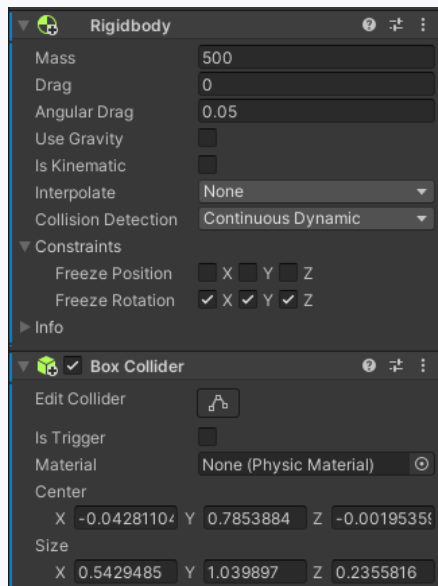 Rigidbody
Mass 500
Drag 0
Angular Drag 0.05
Use Gravity
Is Kinematic
Interpolate None
Collision Detection Continuous Dynamic
Constraints
Freeze Position X Y Z
Freeze Rotation X Y Z
Info
Box Collider
Edit Collider
Is Trigger
Material None (Physic Material)
Center
X -0.04281104 Y 0.7853884 Z -0.00195359
Size
X 0.5429485 Y 1.039897 Z 0.2355816